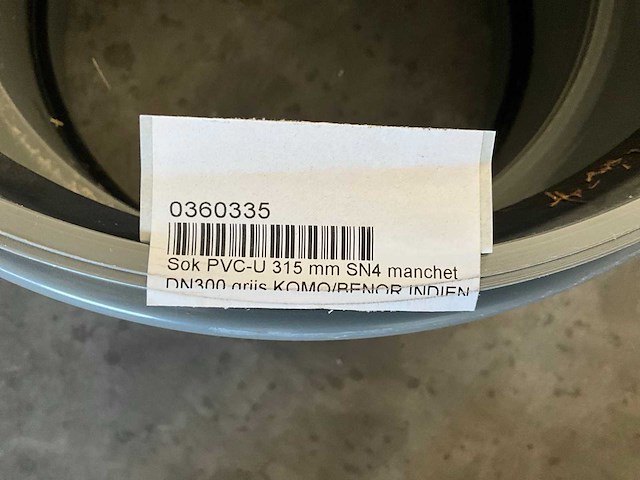 0360335
Sok PVC-U 315 mm SN4 manchet
DN300 grijs KOMO/BENOR INDIEN